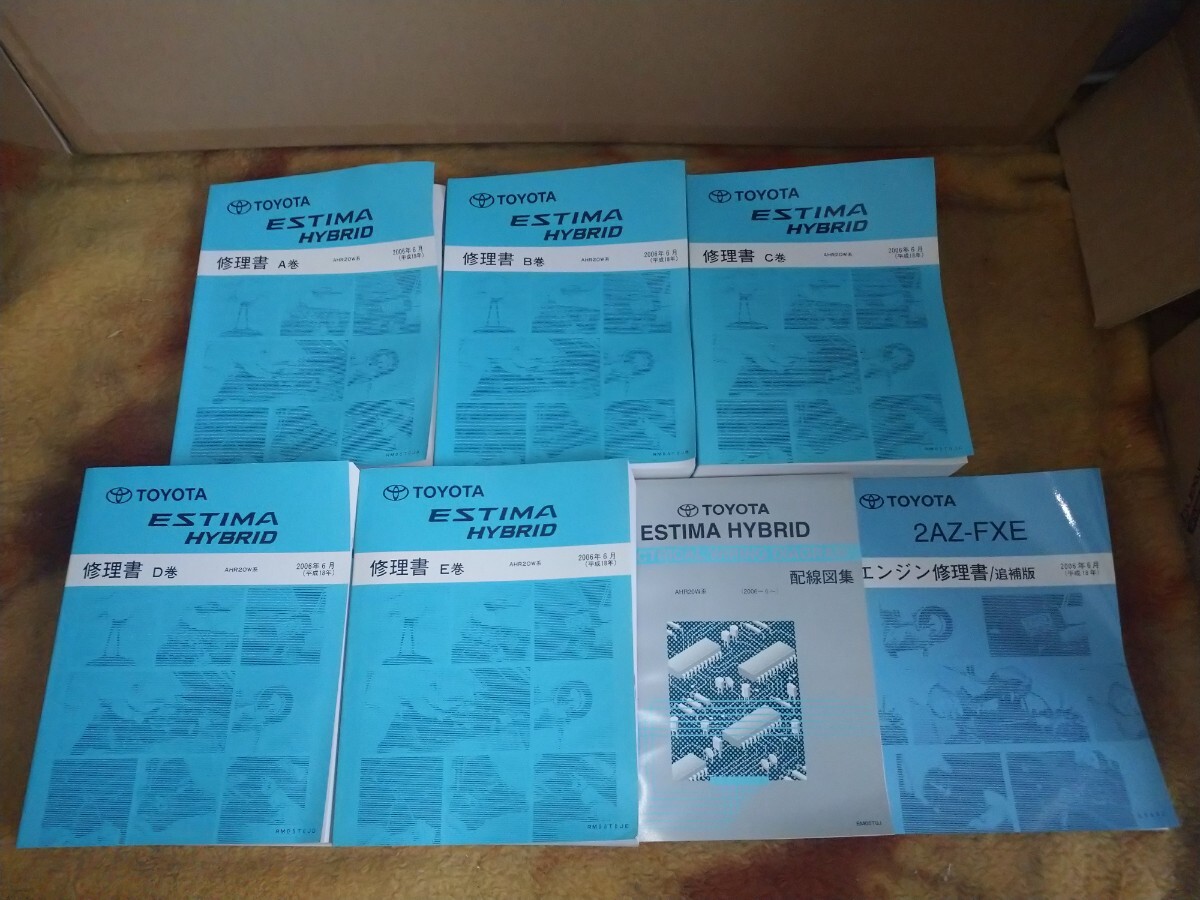 TOYOTA
ESTIMA
HYBRID
修理書 A巻
AHR20W系
2006年6月
(平成18年)
TOYOTA
ESTIMA
HYBRID
修理書 B巻
AHR20W系
2006年6月
(平成18年)
TOYOTA
ESTIMA
HYBRID
修理書 C巻
AHR20W系
2006年6月
(平成18年)
TOYOTA
ESTIMA
HYBRID
修理書 D巻
AHR20W系
2006年6月
(平成18年)
RM0576JD
TOYOTA
ESTIMA
HYBRID
修理書 E巻
AHR20W系
2006年6月
(平成18年)
RM0576JE
TOYOTA
ESTIMA HYBRID
配線図集
AHR20W系
(2006-6-)
TOYOTA
2AZ-FXE
エンジン修理書/追補版
2006年6月
(平成18年)